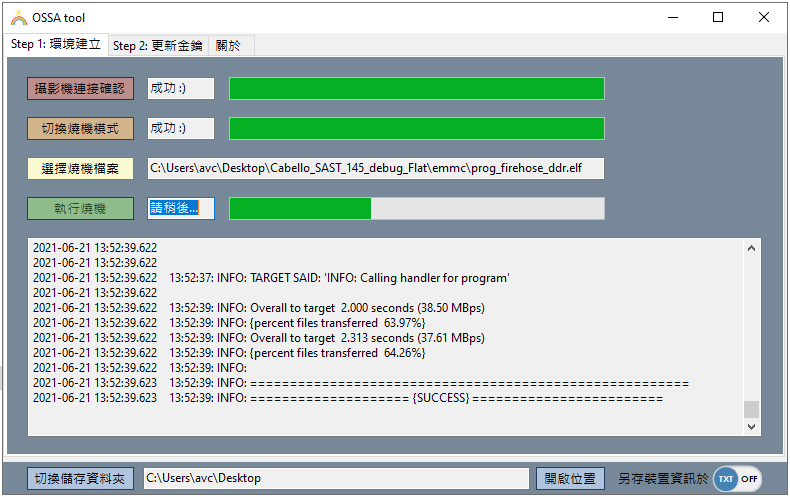 OSSA tool
Step 1: 環境建立 Step 2: 更新金鑰 關於
攝影機連接確認 成功 :)
切換燒機模式 成功 :)
選擇燒機檔案 C:\Users\avc\Desktop\Cabello_SAST_145_debug_Flat\emmc\prog_firehose_ddr.elf
執行燒機 請稍後...
2021-06-21 13:52:39.622
2021-06-21 13:52:39.622
2021-06-21 13:52:39.622 13:52:37: INFO: TARGET SAID: 'INFO: Calling handler for program'
2021-06-21 13:52:39.622
2021-06-21 13:52:39.622 13:52:39: INFO: Overall to target 2.000 seconds (38.50 MBps)
2021-06-21 13:52:39.622 13:52:39: INFO: {percent files transferred 63.97%}
2021-06-21 13:52:39.622 13:52:39: INFO: Overall to target 2.313 seconds (37.61 MBps)
2021-06-21 13:52:39.622 13:52:39: INFO: {percent files transferred 64.26%}
2021-06-21 13:52:39.622 13:52:39: INFO:
2021-06-21 13:52:39.623 13:52:39: INFO: =======================================================
2021-06-21 13:52:39.623 13:52:39: INFO: ==================== {SUCCESS} ========================
切換儲存資料夾 C:\Users\avc\Desktop 開啟位置 另存裝置資訊於 TXT OFF